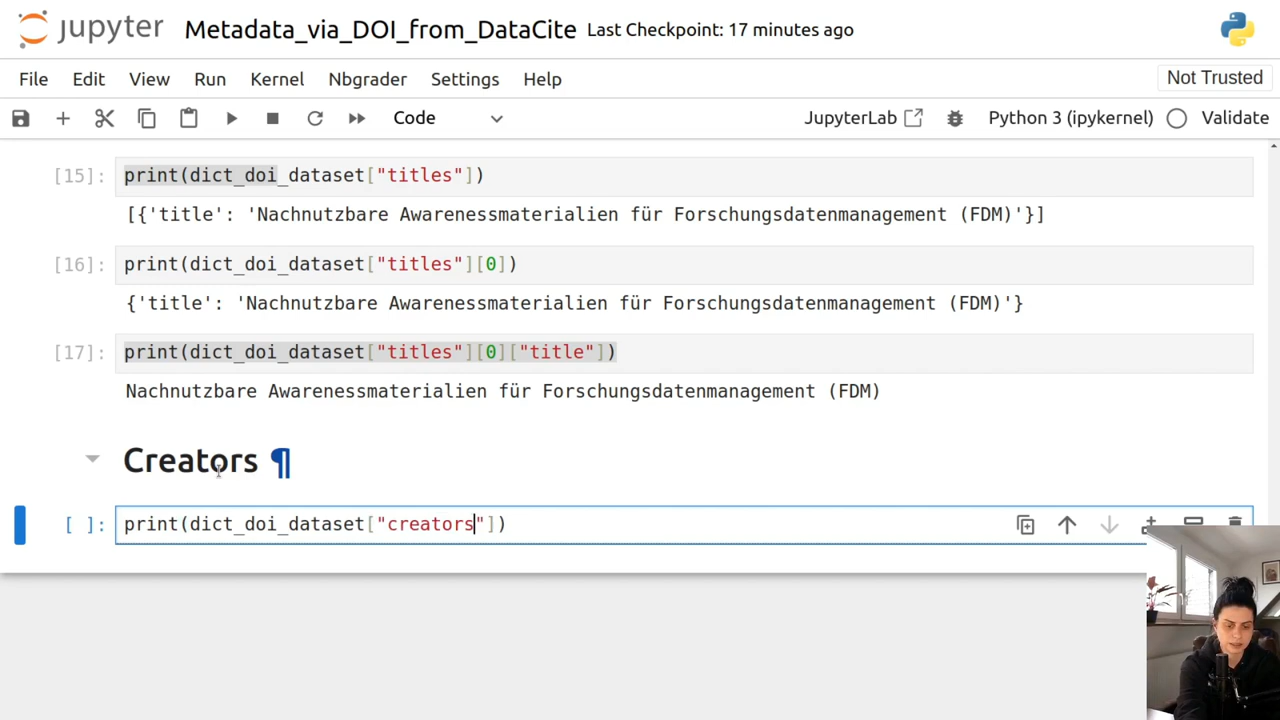 jupyter Metadata_via_DOI_from_DataCite Last Checkpoint: 17 minutes ago
File Edit View Run Kernel Nbgrader Settings Help Not Trusted
Code JupyterLab Python 3 (ipykernel) Validate
[15]: print(dict_doi_dataset["titles"])
[{'title': 'Nachnutzbare Awarenessmaterialien für Forschungsdatenmanagement (FDM)'}]
[16]: print(dict_doi_dataset["titles"][0])
{'title': 'Nachnutzbare Awarenessmaterialien für Forschungsdatenmanagement (FDM)'}
[17]: print(dict_doi_dataset["titles"][0]["title"])
Nachnutzbare Awarenessmaterialien für Forschungsdatenmanagement (FDM)
Creators ¶
[ ]: print(dict_doi_dataset["creators"])